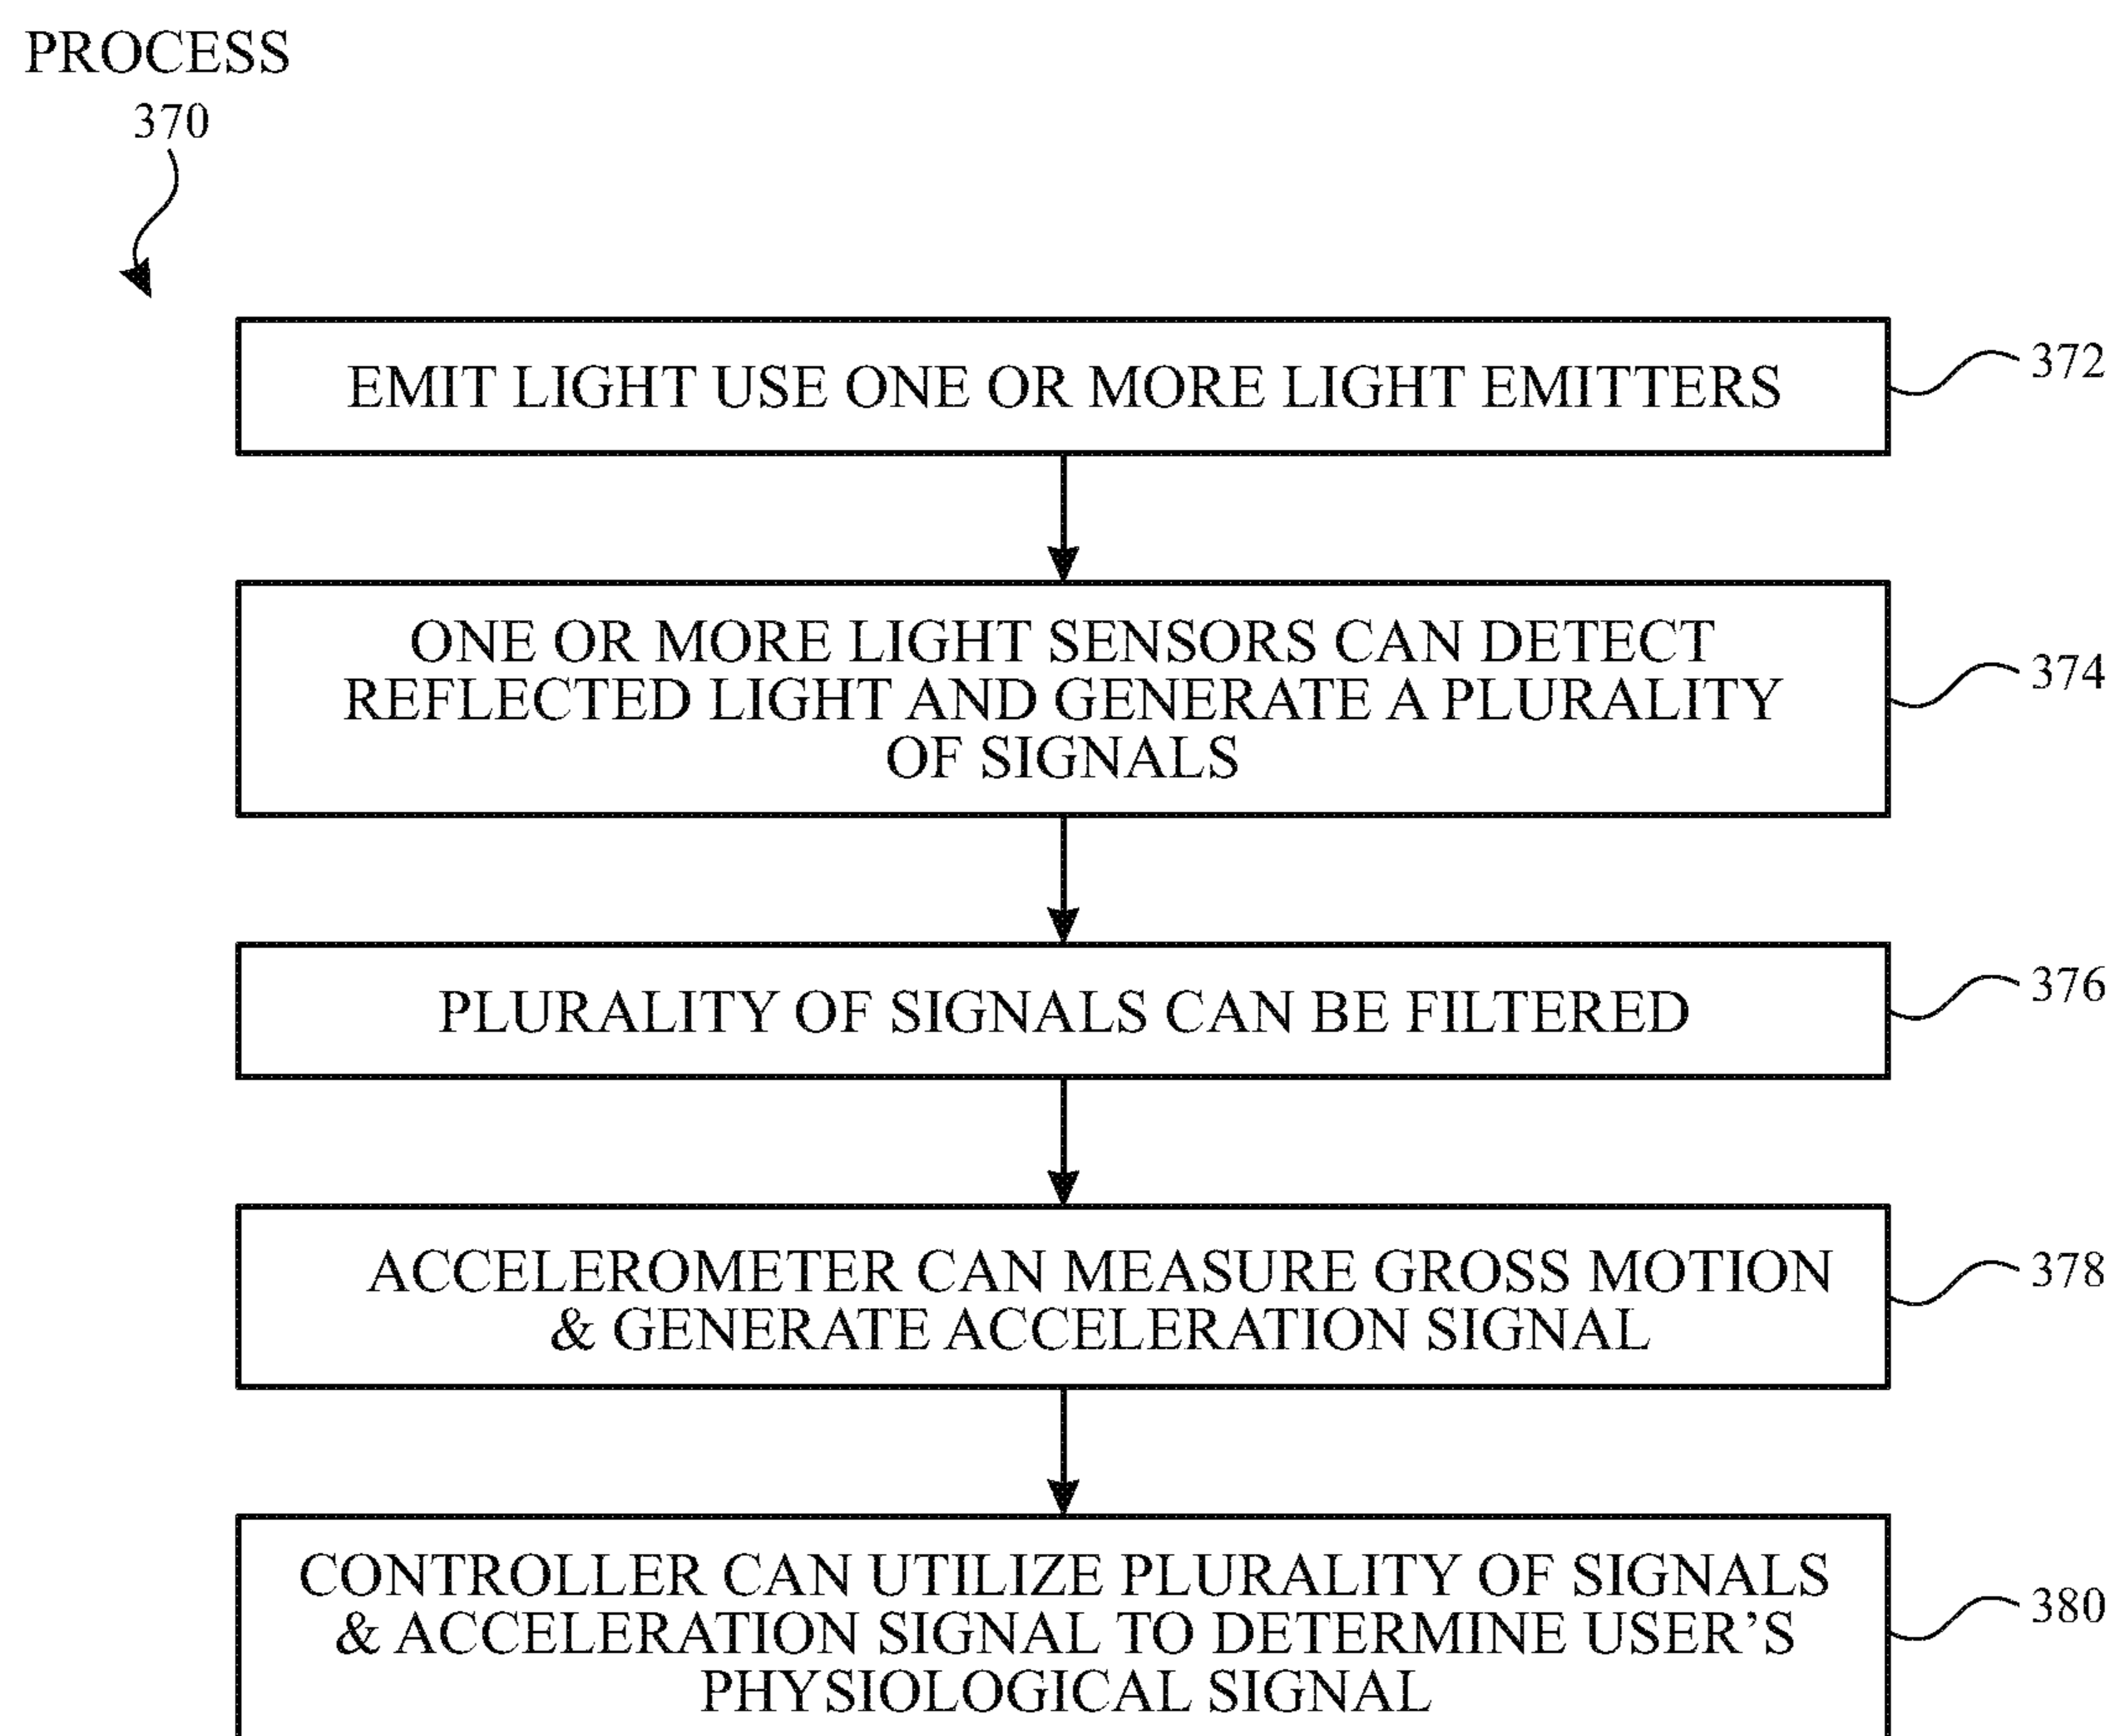 PROCESS
370
EMIT LIGHT USE ONE OR MORE LIGHT EMITTERS
372
ONE OR MORE LIGHT SENSORS CAN DETECT
REFLECTED LIGHT AND GENERATE A PLURALITY
OF SIGNALS
374
PLURALITY OF SIGNALS CAN BE FILTERED
376
ACCELEROMETER CAN MEASURE GROSS MOTION
& GENERATE ACCELERATION SIGNAL
378
CONTROLLER CAN UTILIZE PLURALITY OF SIGNALS
& ACCELERATION SIGNAL TO DETERMINE USER’S
PHYSIOLOGICAL SIGNAL
380